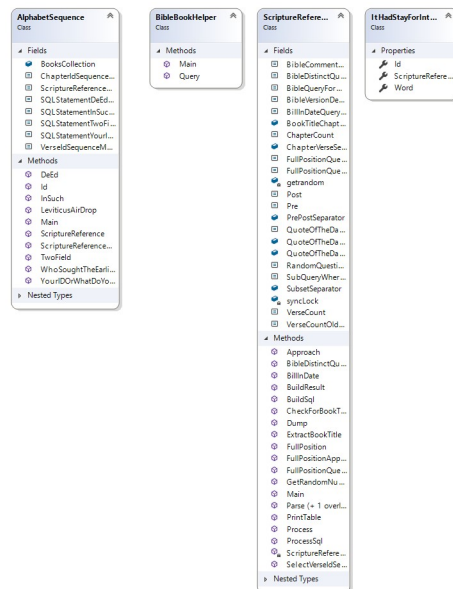 AlphabetSequence
Class
Fields
BooksCollection
ChapterIdSequence...
ScriptureReference...
SQLStatementDeEd...
SQLStatementInSuc...
SQLStatementTwoFi...
SQLStatementYourI...
VerseIdSequenceM...
Methods
DeEd
Id
InSuch
LeviticusAirDrop
Main
ScriptureReference
ScriptureReference...
TwoField
WhoSoughtTheEarli...
YourIDOrWhatDoYo...
Nested Types
BibleBookHelper
Class
Methods
Main
Query
ScriptureRefere...
Class
Fields
BibleComment...
BibleDistinctQu...
BibleQueryFor...
BibleVersionDe...
BillInDateQuery...
BookTitleChapt...
ChapterCount
ChapterVerseSe...
FullPositionQue...
FullPositionQue...
getrandom
Post
Pre
PrePostSeparator
QuoteOfTheDa...
QuoteOfTheDa...
QuoteOfTheDa...
RandomQuesti...
SubQueryWher...
SubsetSeparator
syncLock
VerseCount
VerseCountOld...
Methods
Approach
BibleDistinctQu...
BillInDate
BuildResult
BuildSql
CheckForBookT...
Dump
ExtractBookTitle
FullPosition
FullPositionApp...
FullPositionQue...
GetRandomNu...
Main
Parse (+ 1 overl...
PrintTable
Process
ProcessSql
ScriptureRefere...
SelectVerseIdSe...
Nested Types
ItHadStayForInt...
Class
Properties
Id
ScriptureRefere...
Word